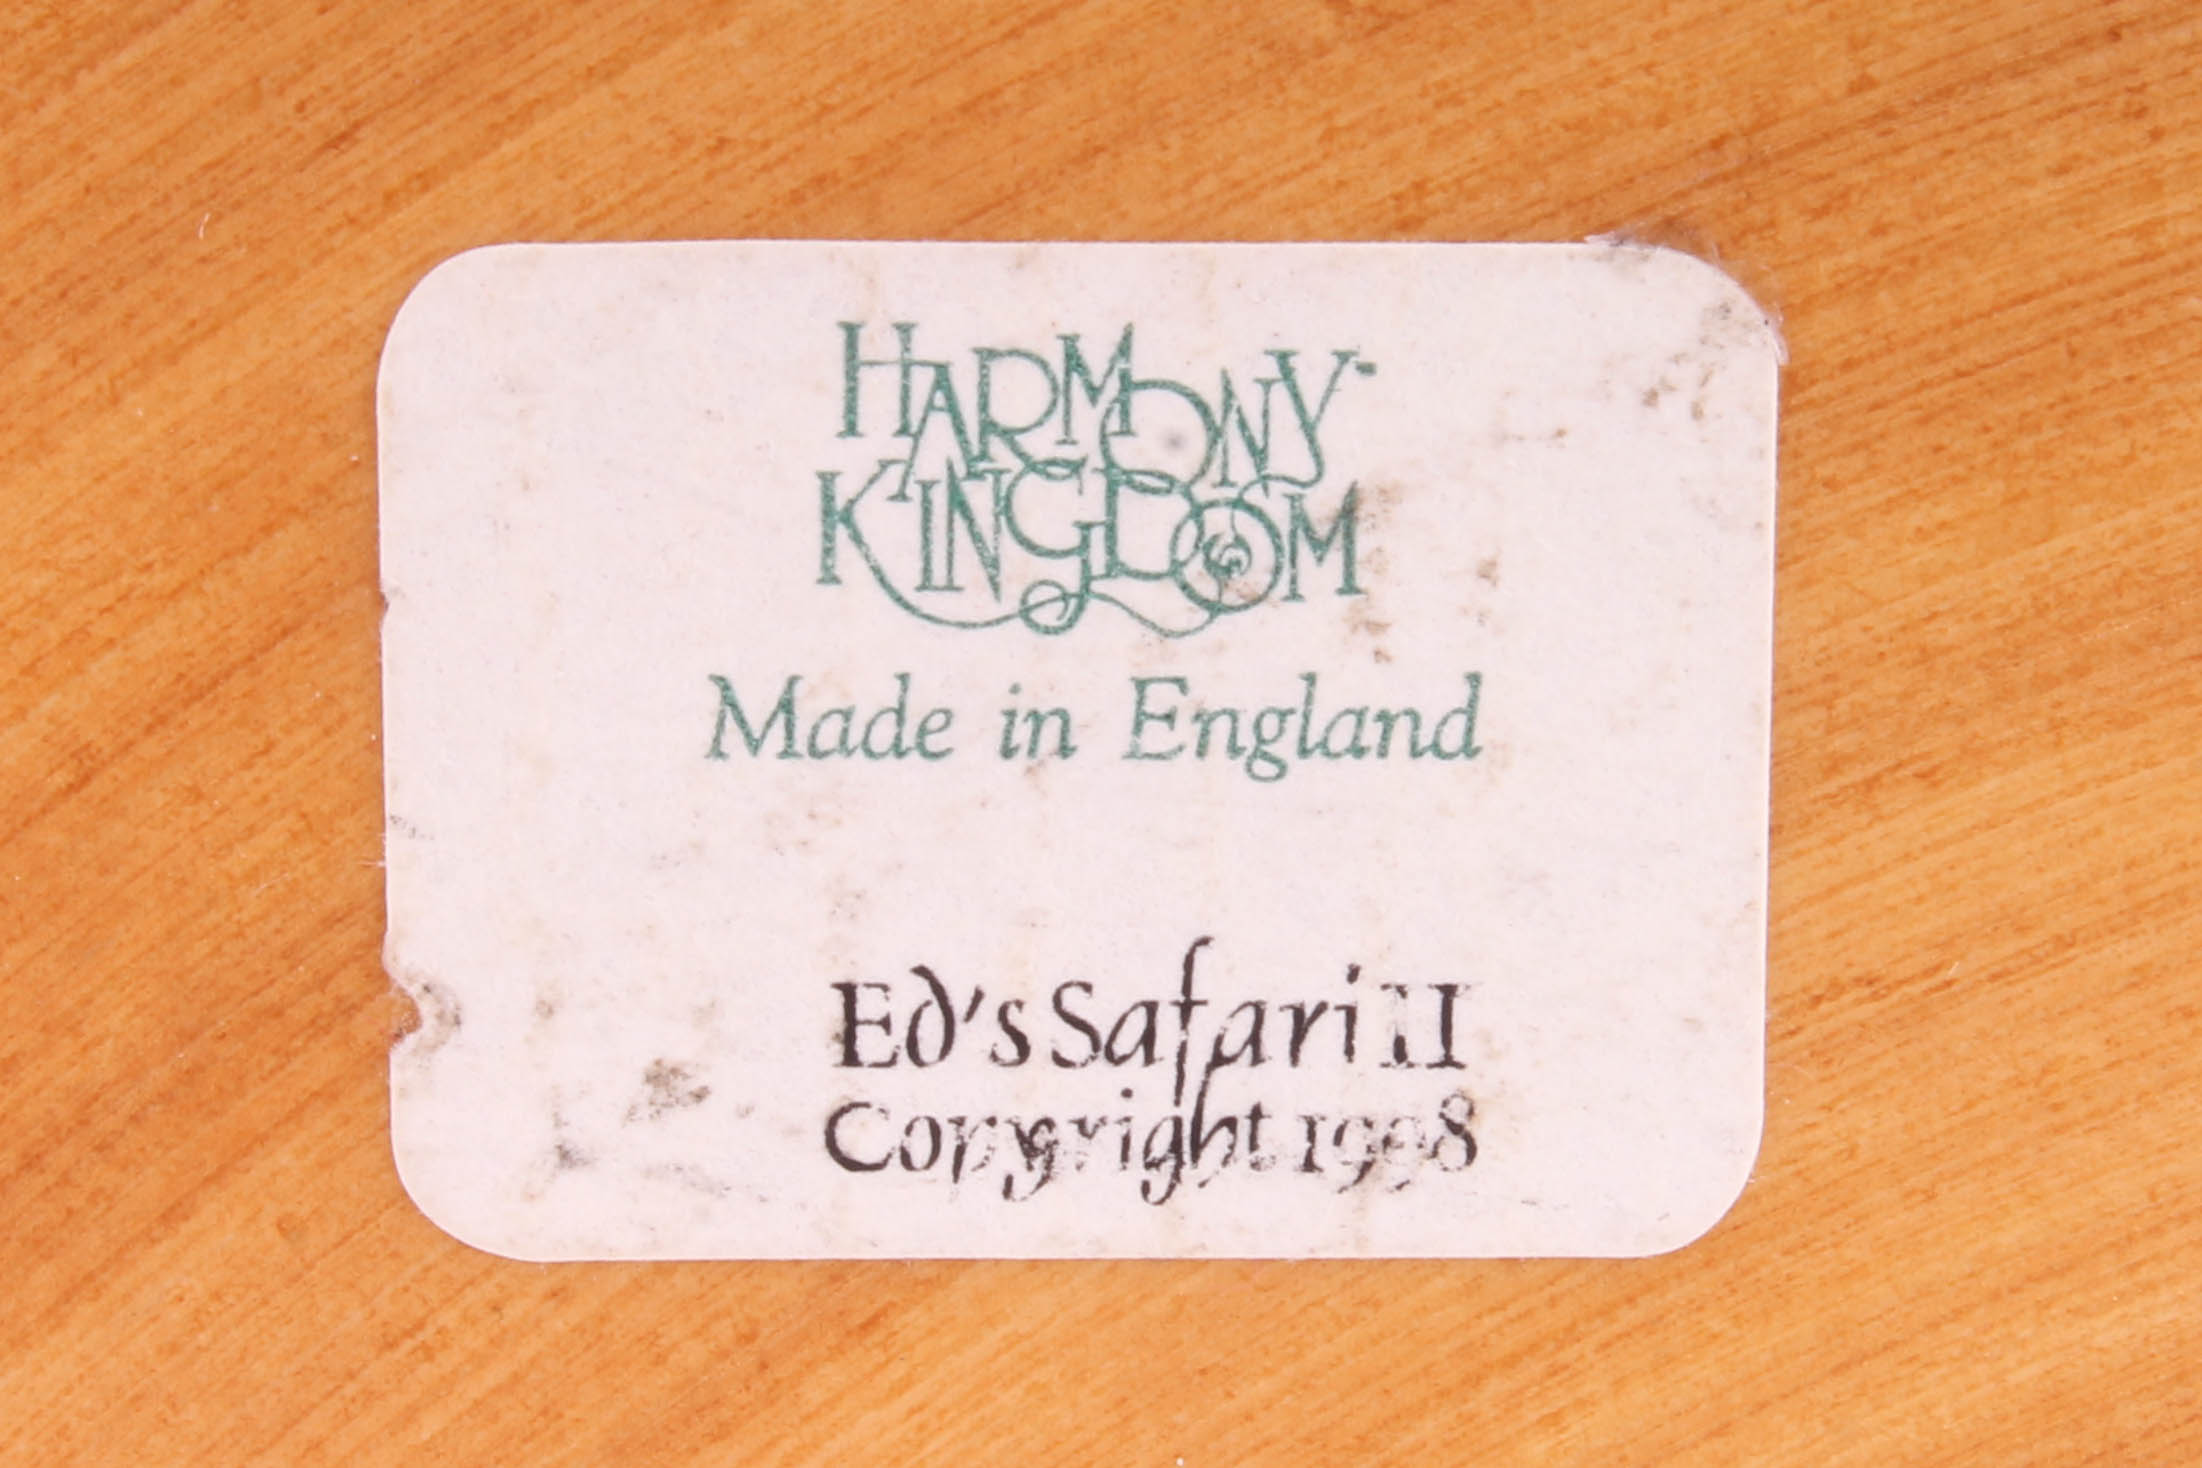 HARMONY
KINGDOM
Made in England
Ed's Safari II
Copyright 1998